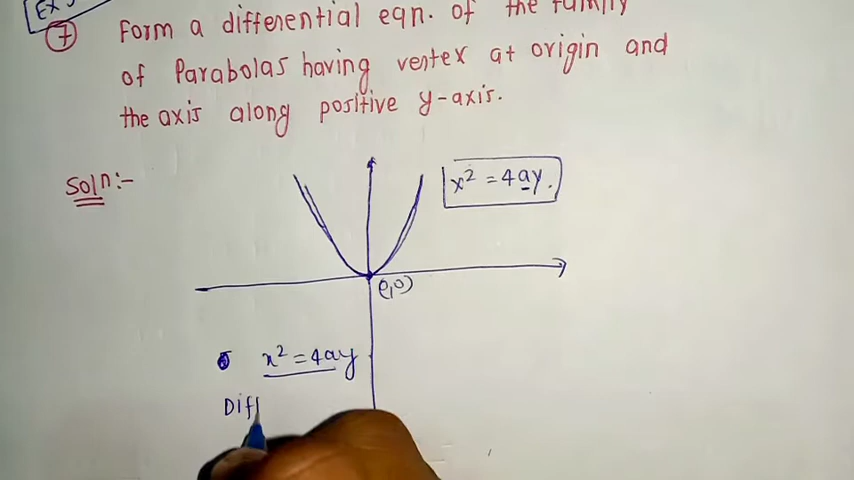 Ex
7 Form a differential eqn. of the family
of Parabolas having vertex at origin and
the axis along positive y-axis.
Soln:-
x² = 4ay.
(0,0)
x² = 4ay
Diff